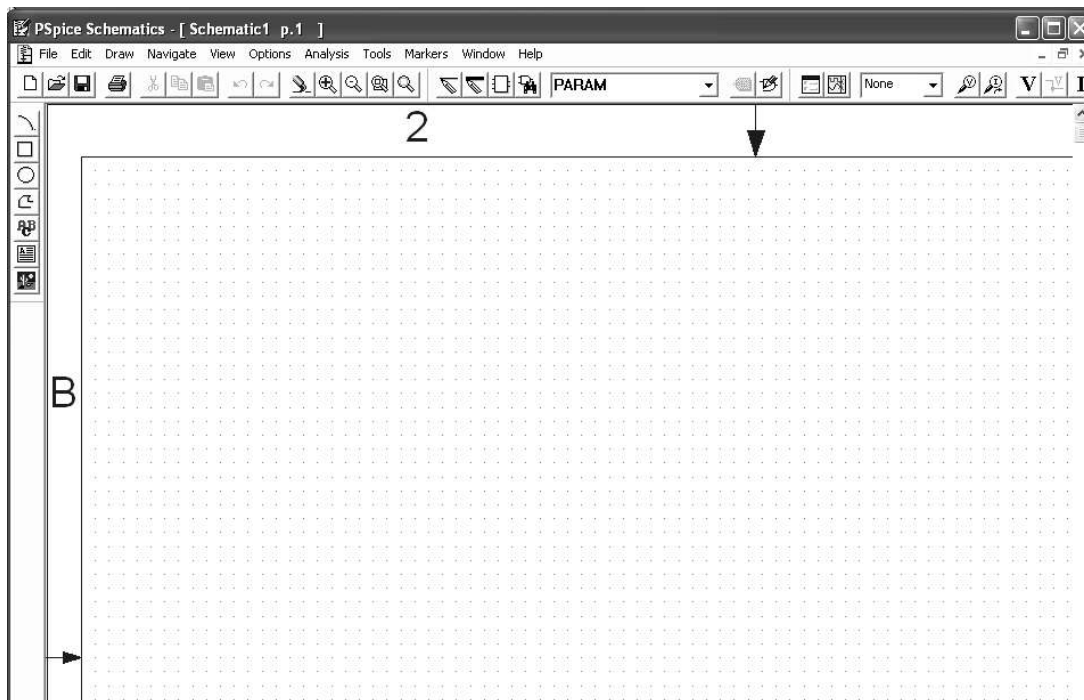 PSpice Schematics - [ Schematic1 p.1 ]
File Edit Draw Navigate View Options Analysis Tools Markers Window Help
PARAM None V V I
2
B